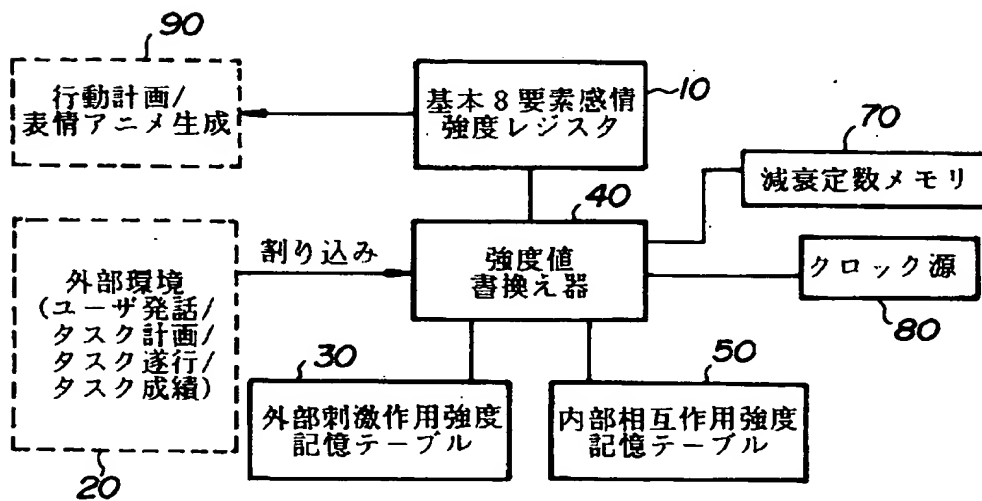 90
行動計画/
表情アニメ生成
基本8要素感情
強度レジスタ
10
70
減衰定数メモリ
40
割り込み
強度値
書換え器
クロック源
80
外部環境
(ユーザ発話/
タスク計画/
タスク遂行/
タスク成績)
20
30
外部刺激作用強度
記憶テーブル
50
内部相互作用強度
記憶テーブル